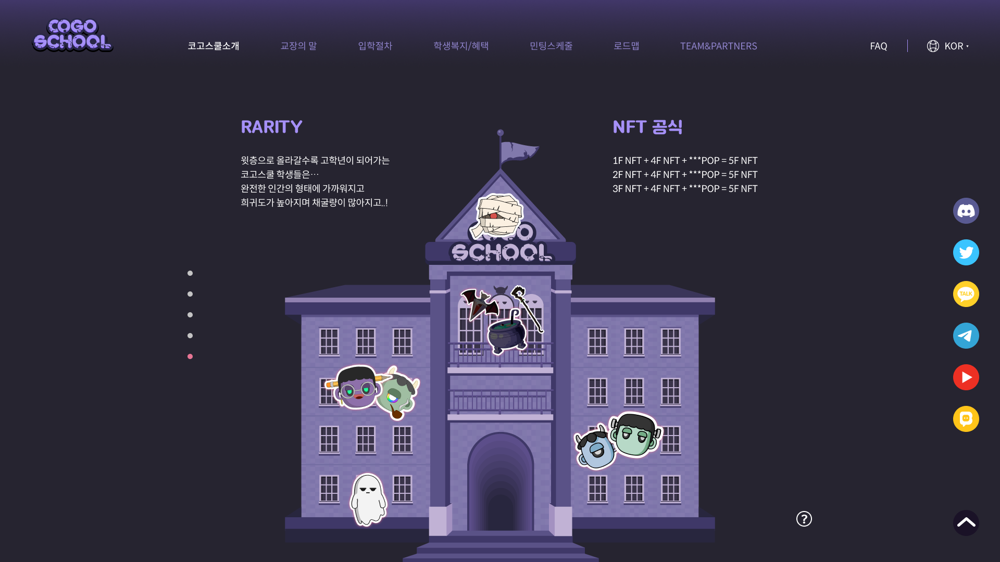 COGO
SCHOOL
코고스쿨소개
교장의 말
입학절차
학생복지/혜택
민팅스케줄
로드맵
TEAM&PARTNERS
FAQ
KOR
RARITY
윗층으로 올라갈수록 고학년이 되어가는
코고스쿨 학생들은…
완전한 인간의 형태에 가까워지고
희귀도가 높아지며 채굴량이 많아지고..!
NFT 공식
1F NFT + 4F NFT + ***POP = 5F NFT
2F NFT + 4F NFT + ***POP = 5F NFT
3F NFT + 4F NFT + ***POP = 5F NFT
COGO
SCHOOL
TALK
?